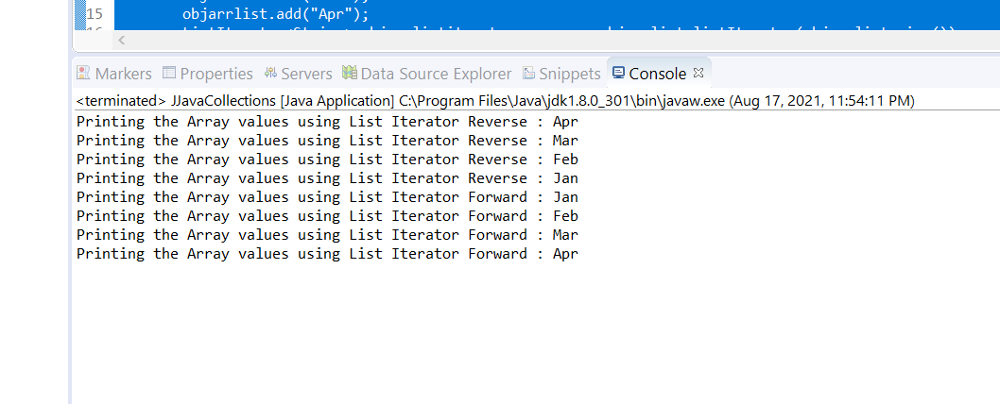 15 objarrlist.add("Apr");
Markers Properties Servers Data Source Explorer Snippets Console
<terminated> JJavaCollections [Java Application] C:\Program Files\Java\jdk1.8.0_301\bin\javaw.exe (Aug 17, 2021, 11:54:11 PM)
Printing the Array values using List Iterator Reverse : Apr
Printing the Array values using List Iterator Reverse : Mar
Printing the Array values using List Iterator Reverse : Feb
Printing the Array values using List Iterator Reverse : Jan
Printing the Array values using List Iterator Forward : Jan
Printing the Array values using List Iterator Forward : Feb
Printing the Array values using List Iterator Forward : Mar
Printing the Array values using List Iterator Forward : Apr